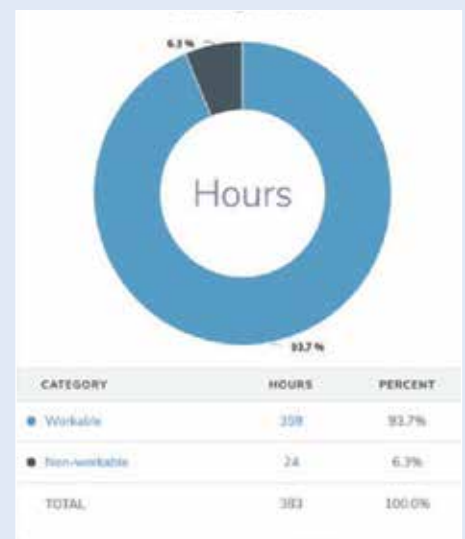 6.3 %
Hours
93.7 %
CATEGORY HOURS PERCENT
Workable 359 93.7%
Non-workable 24 6.3%
TOTAL 383 100.0%